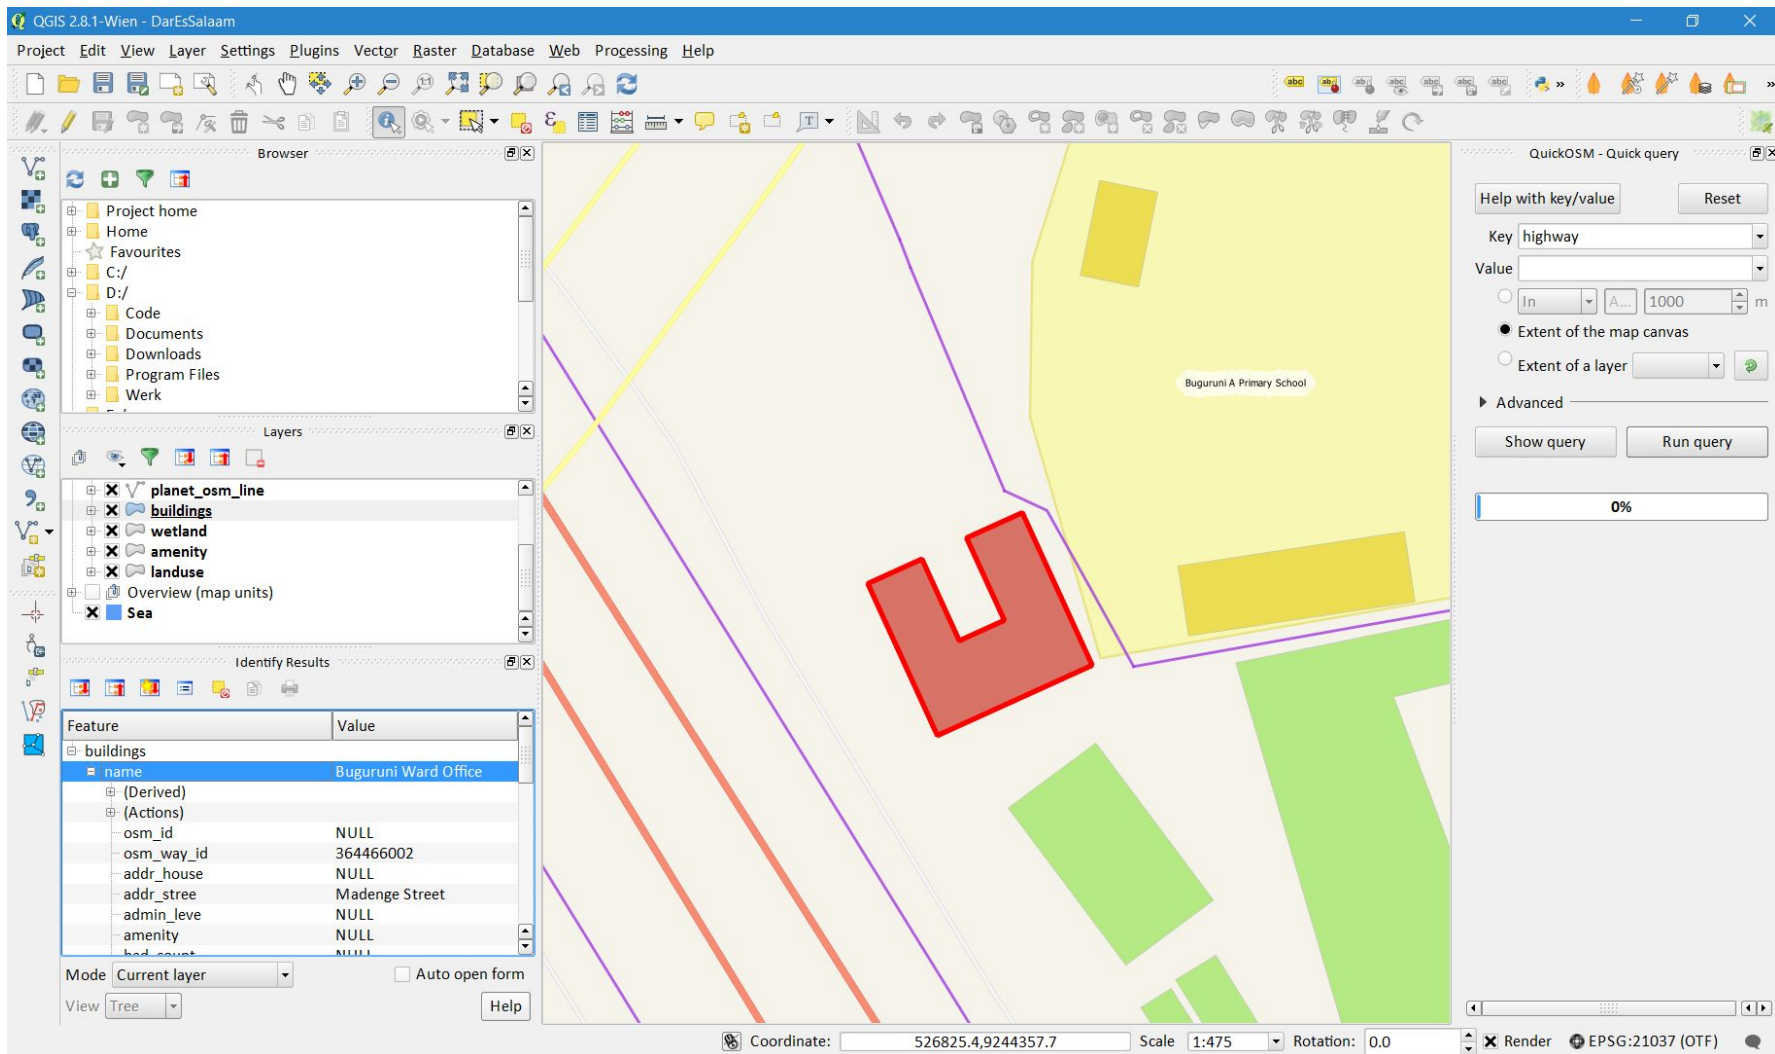 QGIS 2.8.1-Wien - DarEsSalaam
Project Edit View Layer Settings Plugins Vector Raster Database Web Processing Help
Browser
Project home
Home
Favourites
C:/
D:/
Code
Documents
Downloads
Program Files
Werk
Layers
planet_osm_line
buildings
wetland
amenity
landuse
Overview (map units)
Sea
Identify Results
Feature Value
buildings
name Buguruni Ward Office
(Derived)
(Actions)
osm_id NULL
osm_way_id 364466002
addr_house NULL
addr_stree Madenge Street
admin_leve NULL
amenity NULL
bed_count NULL
Mode Current layer Auto open form
View Tree Help
Buguruni A Primary School
QuickOSM - Quick query
Help with key/value Reset
Key highway
Value
In A... 1000 m
Extent of the map canvas
Extent of a layer
Advanced
Show query Run query
0%
Coordinate: 526825.4,9244357.7 Scale 1:475 Rotation: 0.0 Render EPSG:21037 (OTF)